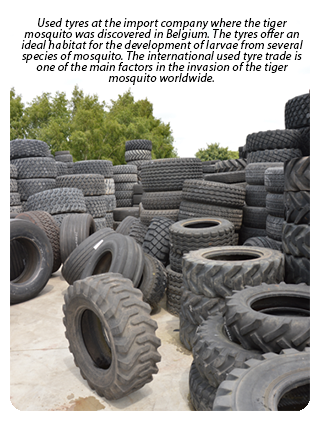 Used tyres at the import company where the tiger
mosquito was discovered in Belgium. The tyres offer an
ideal habitat for the development of larvae from several
species of mosquito. The international used tyre trade is
one of the main factors in the invasion of the tiger
mosquito worldwide.